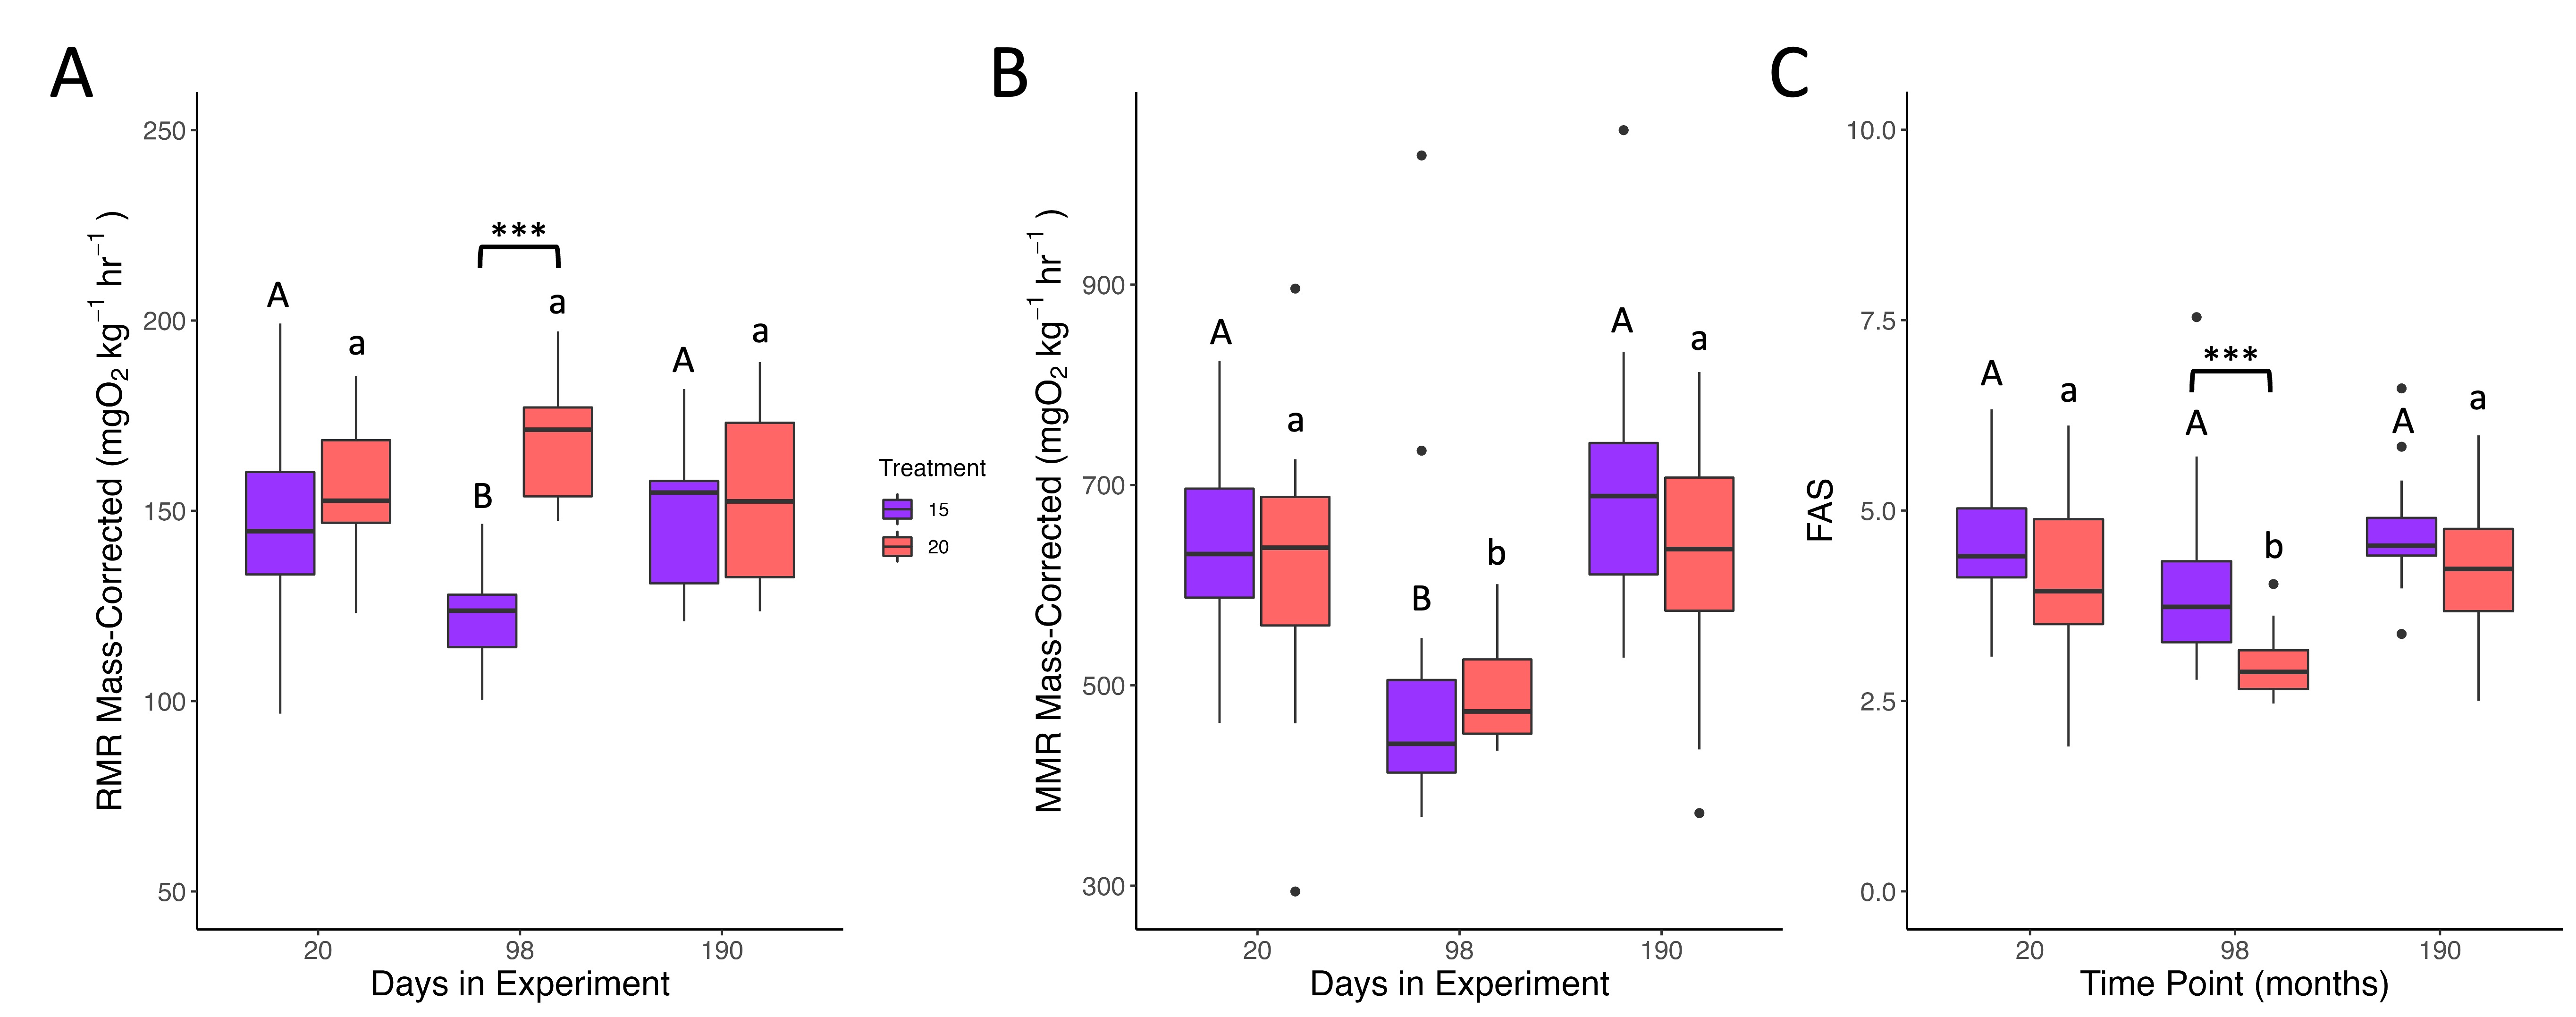 A
RMR Mass-Corrected (mgO₂ kg⁻¹ hr⁻¹ )
250
200
150
100
50
A
a
***
B
a
A
a
20
98
190
Days in Experiment
Treatment
15
20
B
MMR Mass-Corrected (mgO₂ kg⁻¹ hr⁻¹ )
900
700
500
300
A
a
B
b
A
a
20
98
190
Days in Experiment
C
FAS
10.0
7.5
5.0
2.5
0.0
A
a
***
A
b
A
a
20
98
190
Time Point (months)